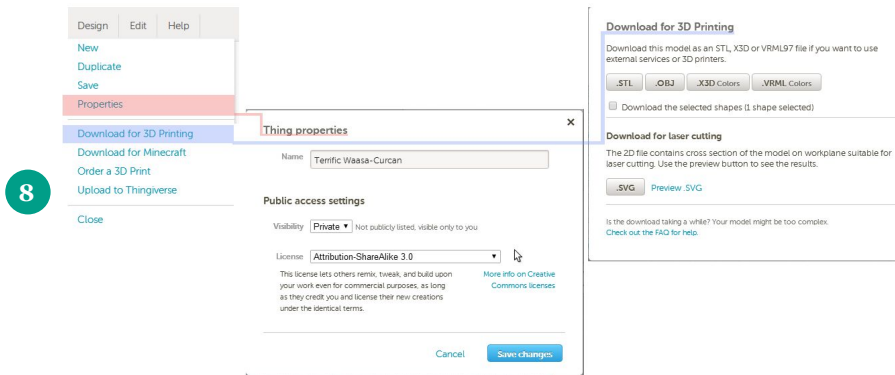 8
Design Edit Help
New
Duplicate
Save
Properties
Download for 3D Printing
Download for Minecraft
Order a 3D Print
Upload to Thingiverse
Close
Thing properties
×
Name Terrific Waasa-Curcan
Public access settings
Visibility Private ▼ Not publicly listed, visible only to you
License Attribution-ShareAlike 3.0 ▼
This license lets others remix, tweak, and build upon
your work even for commercial purposes, as long
as they credit you and license their new creations
under the identical terms.
More info on Creative
Commons licenses
Cancel Save changes
Download for 3D Printing
Download this model as an STL, X3D or VRML97 file if you want to use
external services or 3D printers.
.STL .OBJ .X3D Colors .VRML Colors
Download the selected shapes (1 shape selected)
Download for laser cutting
The 2D file contains cross section of the model on workplane suitable for
laser cutting. Use the preview button to see the results.
.SVG Preview .SVG
Is the download taking a while? Your model might be too complex.
Check out the FAQ for help.